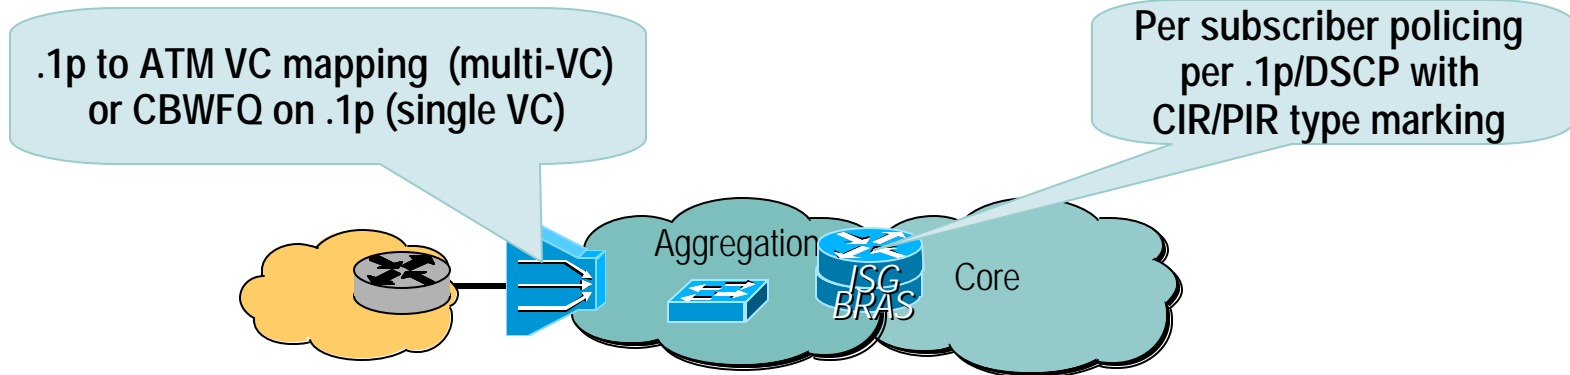 .1p to ATM VC mapping (multi-VC)
or CBWFQ on .1p (single VC)
Per subscriber policing
per .1p/DSCP with
CIR/PIR type marking
Aggregation
ISG
BRAS
Core